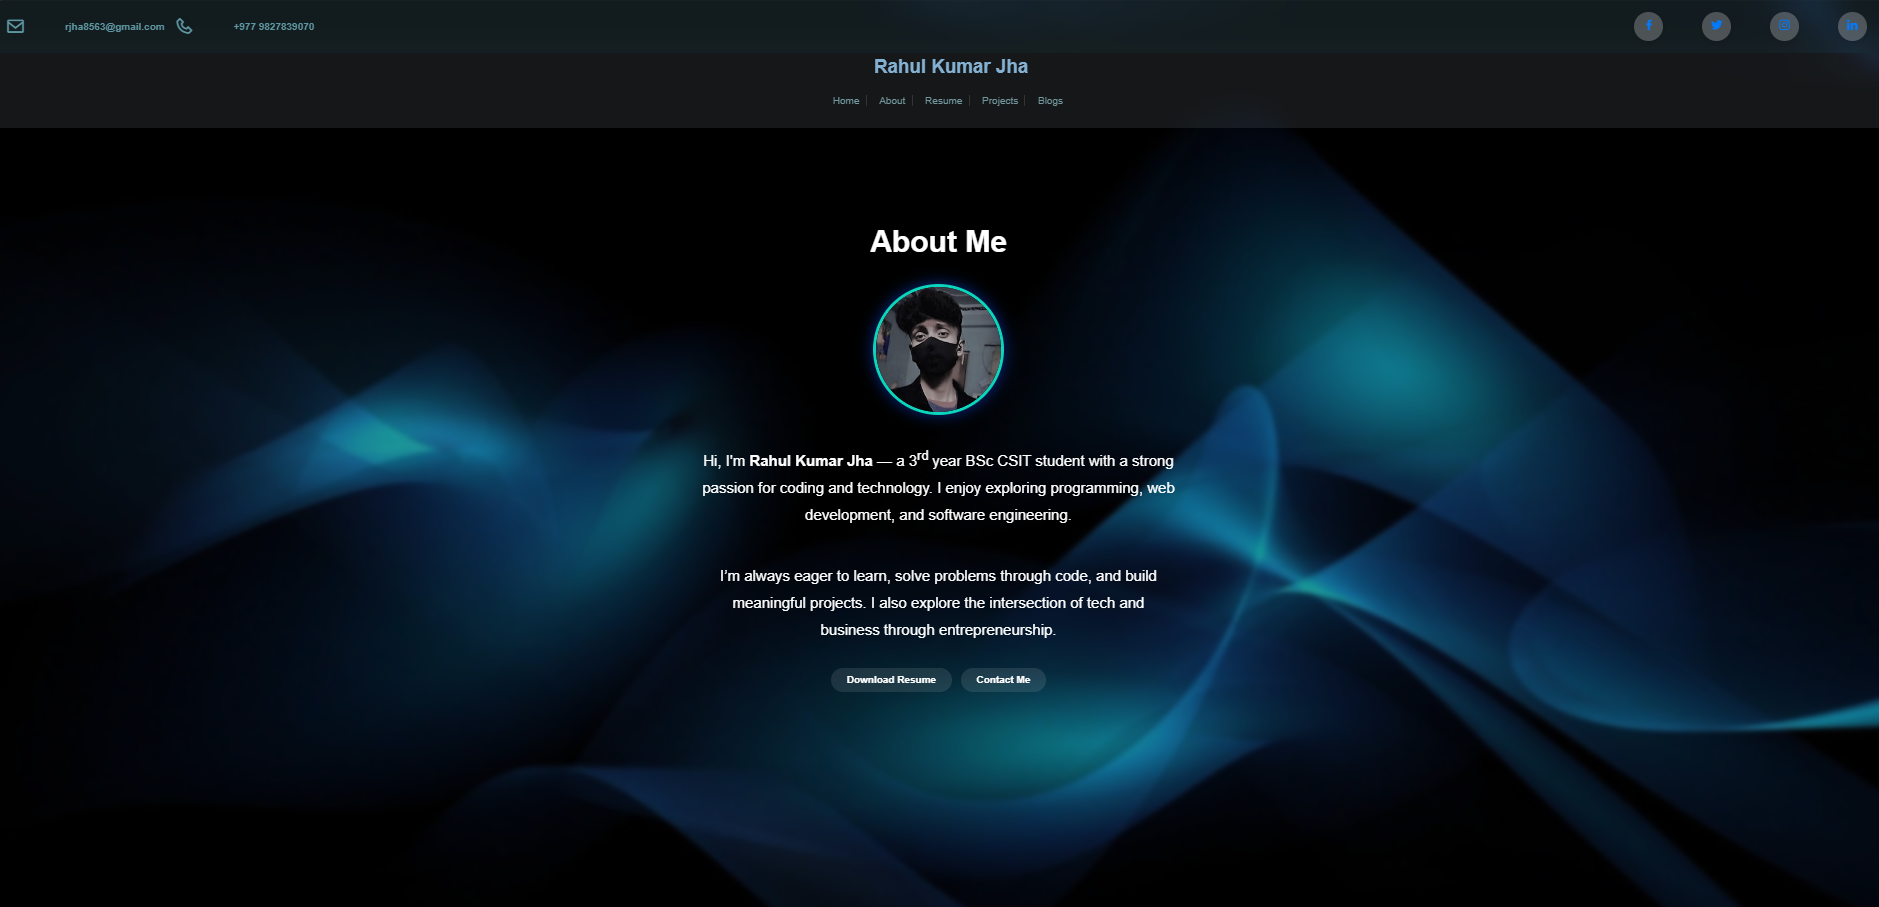 rjha8563@gmail.com +977 9827839070
Rahul Kumar Jha
Home About Resume Projects Blogs
About Me
Hi, I'm Rahul Kumar Jha — a 3rd year BSc CSIT student with a strong
passion for coding and technology. I enjoy exploring programming, web
development, and software engineering.
I’m always eager to learn, solve problems through code, and build
meaningful projects. I also explore the intersection of tech and
business through entrepreneurship.
Download Resume Contact Me